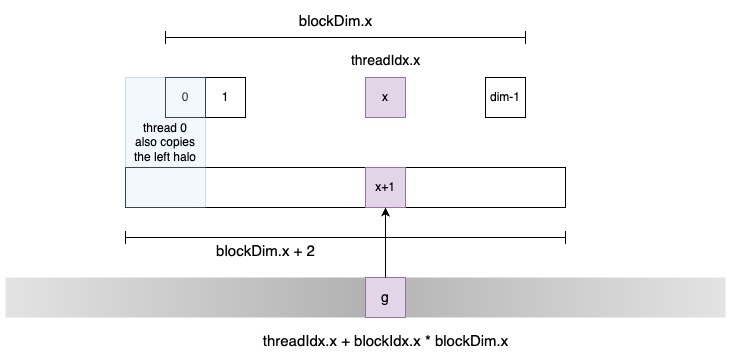 blockDim.x
threadIdx.x
0
1
x
dim-1
thread 0
also copies
the left halo
x+1
blockDim.x + 2
g
threadIdx.x + blockIdx.x * blockDim.x